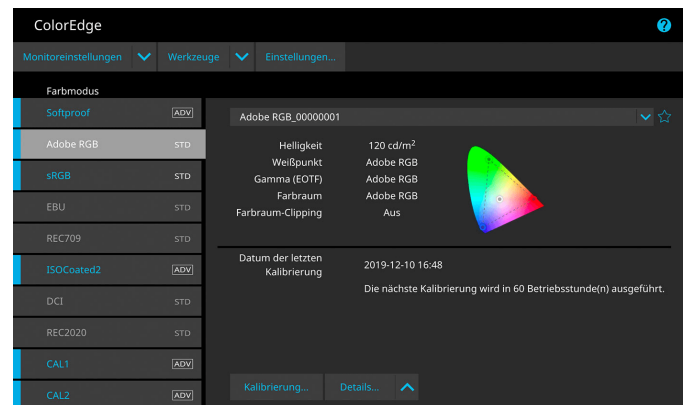 ColorEdge
?
Monitoreinstellungen Werkzeuge Einstellungen...
Farbmodus
Softproof ADV
Adobe RGB STD
sRGB STD
EBU STD
REC709 STD
ISOCoated2 ADV
DCI STD
REC2020 STD
CAL1 ADV
CAL2 ADV
Adobe RGB_00000001
Helligkeit 120 cd/m²
Weißpunkt Adobe RGB
Gamma (EOTF) Adobe RGB
Farbraum Adobe RGB
Farbraum-Clipping Aus
Datum der letzten
Kalibrierung 2019-12-10 16:48
Die nächste Kalibrierung wird in 60 Betriebsstunde(n) ausgeführt.
Kalibrierung... Details...